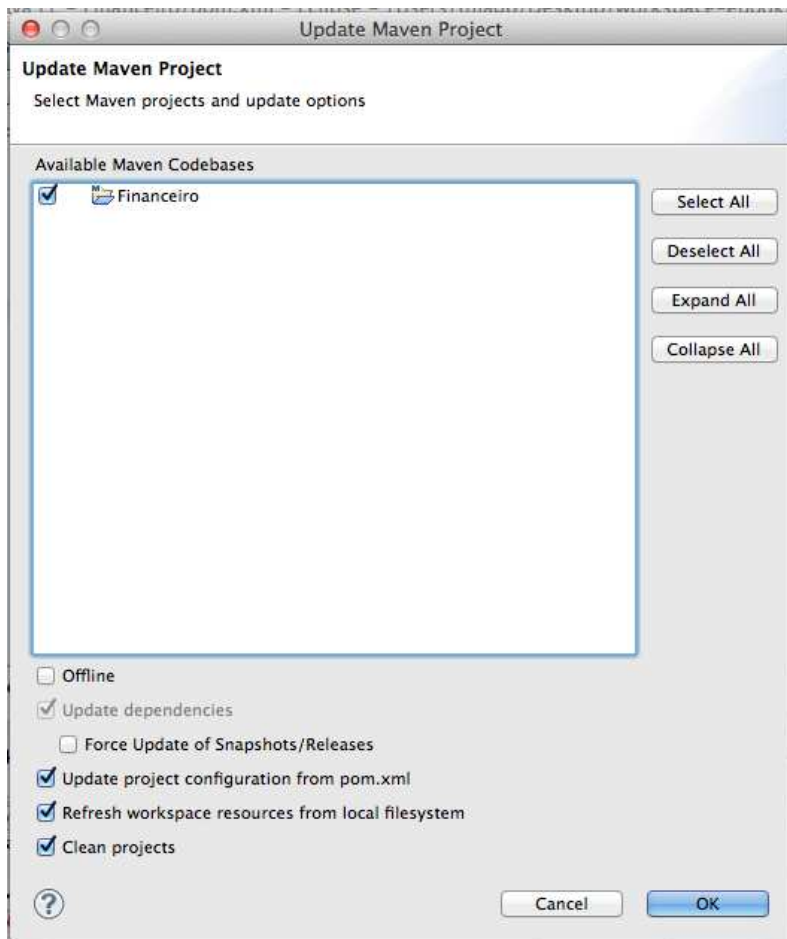 Update Maven Project
Update Maven Project
Select Maven projects and update options
Available Maven Codebases
Financeiro
Select All
Deselect All
Expand All
Collapse All
Offline
Update dependencies
Force Update of Snapshots/Releases
Update project configuration from pom.xml
Refresh workspace resources from local filesystem
Clean projects
Cancel
OK